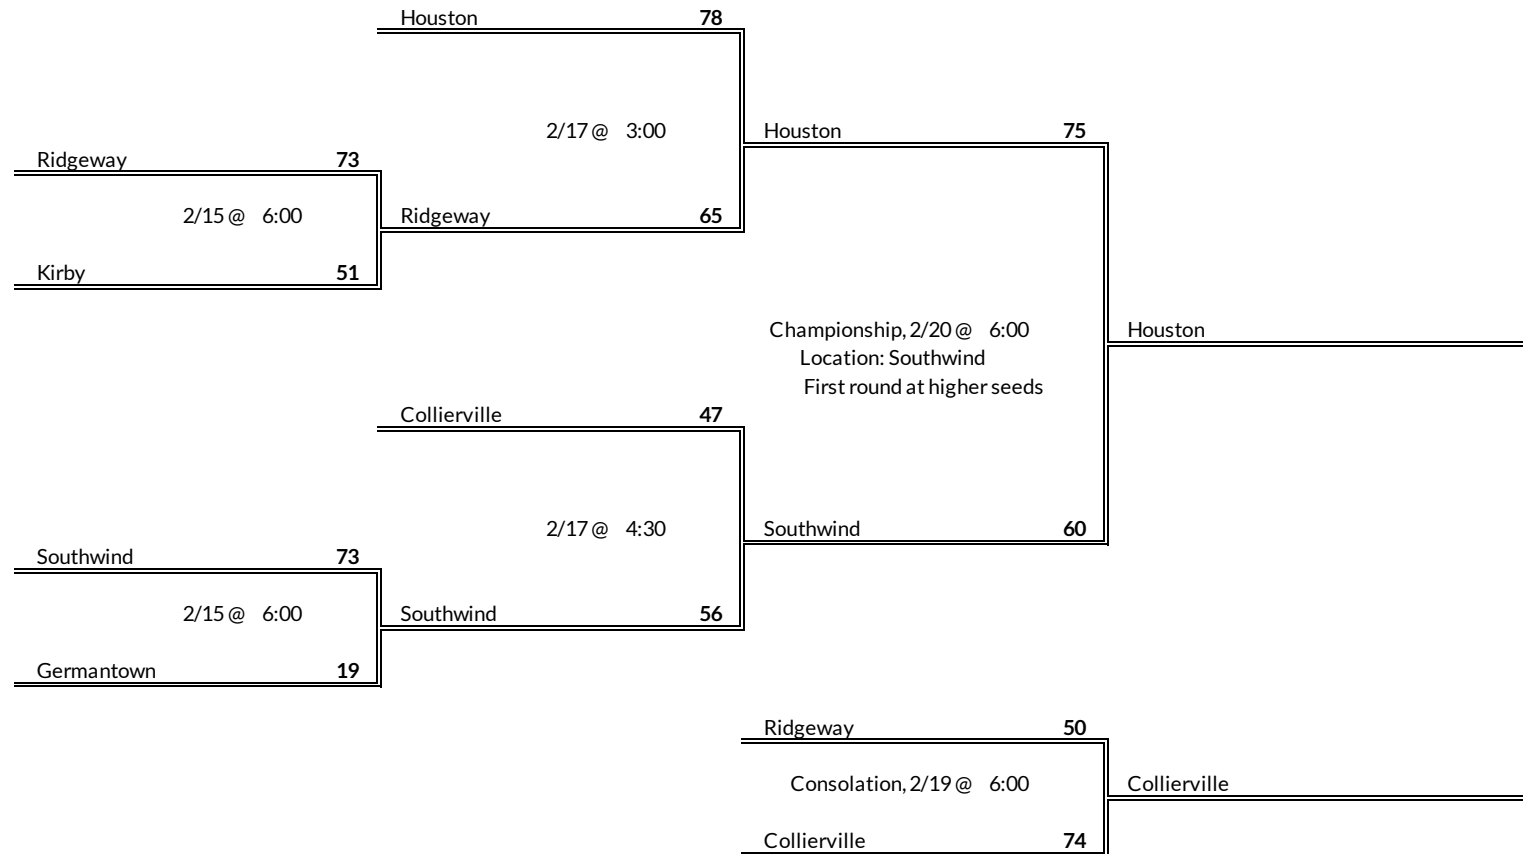 Houston 78
2/17 @ 3:00
Houston 75
Ridgeway 73
2/15 @ 6:00
Ridgeway 65
Kirby 51
Championship, 2/20 @ 6:00
Houston
Location: Southwind
First round at higher seeds
Collierville 47
2/17 @ 4:30
Southwind 60
Southwind 73
2/15 @ 6:00
Southwind 56
Germantown 19
Ridgeway 50
Consolation, 2/19 @ 6:00
Collierville
Collierville 74